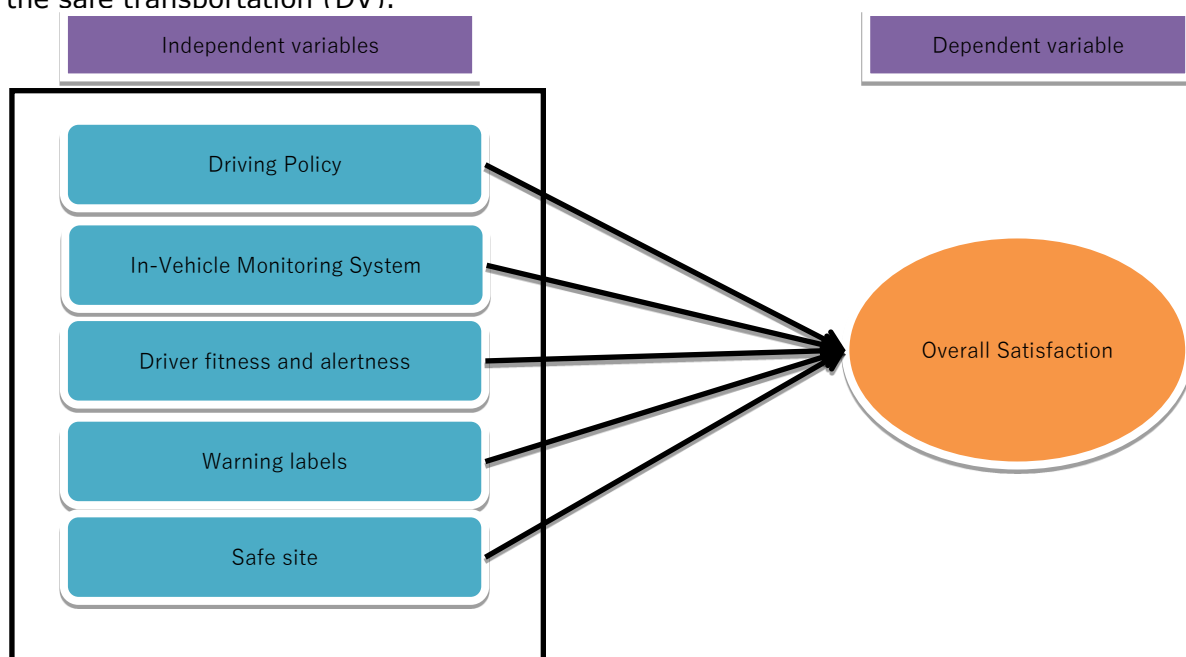 the safe transportation (DV).
Independent variables
Dependent variable
Driving Policy
In-Vehicle Monitoring System
Driver fitness and alertness
Overall Satisfaction
Warning labels
Safe site